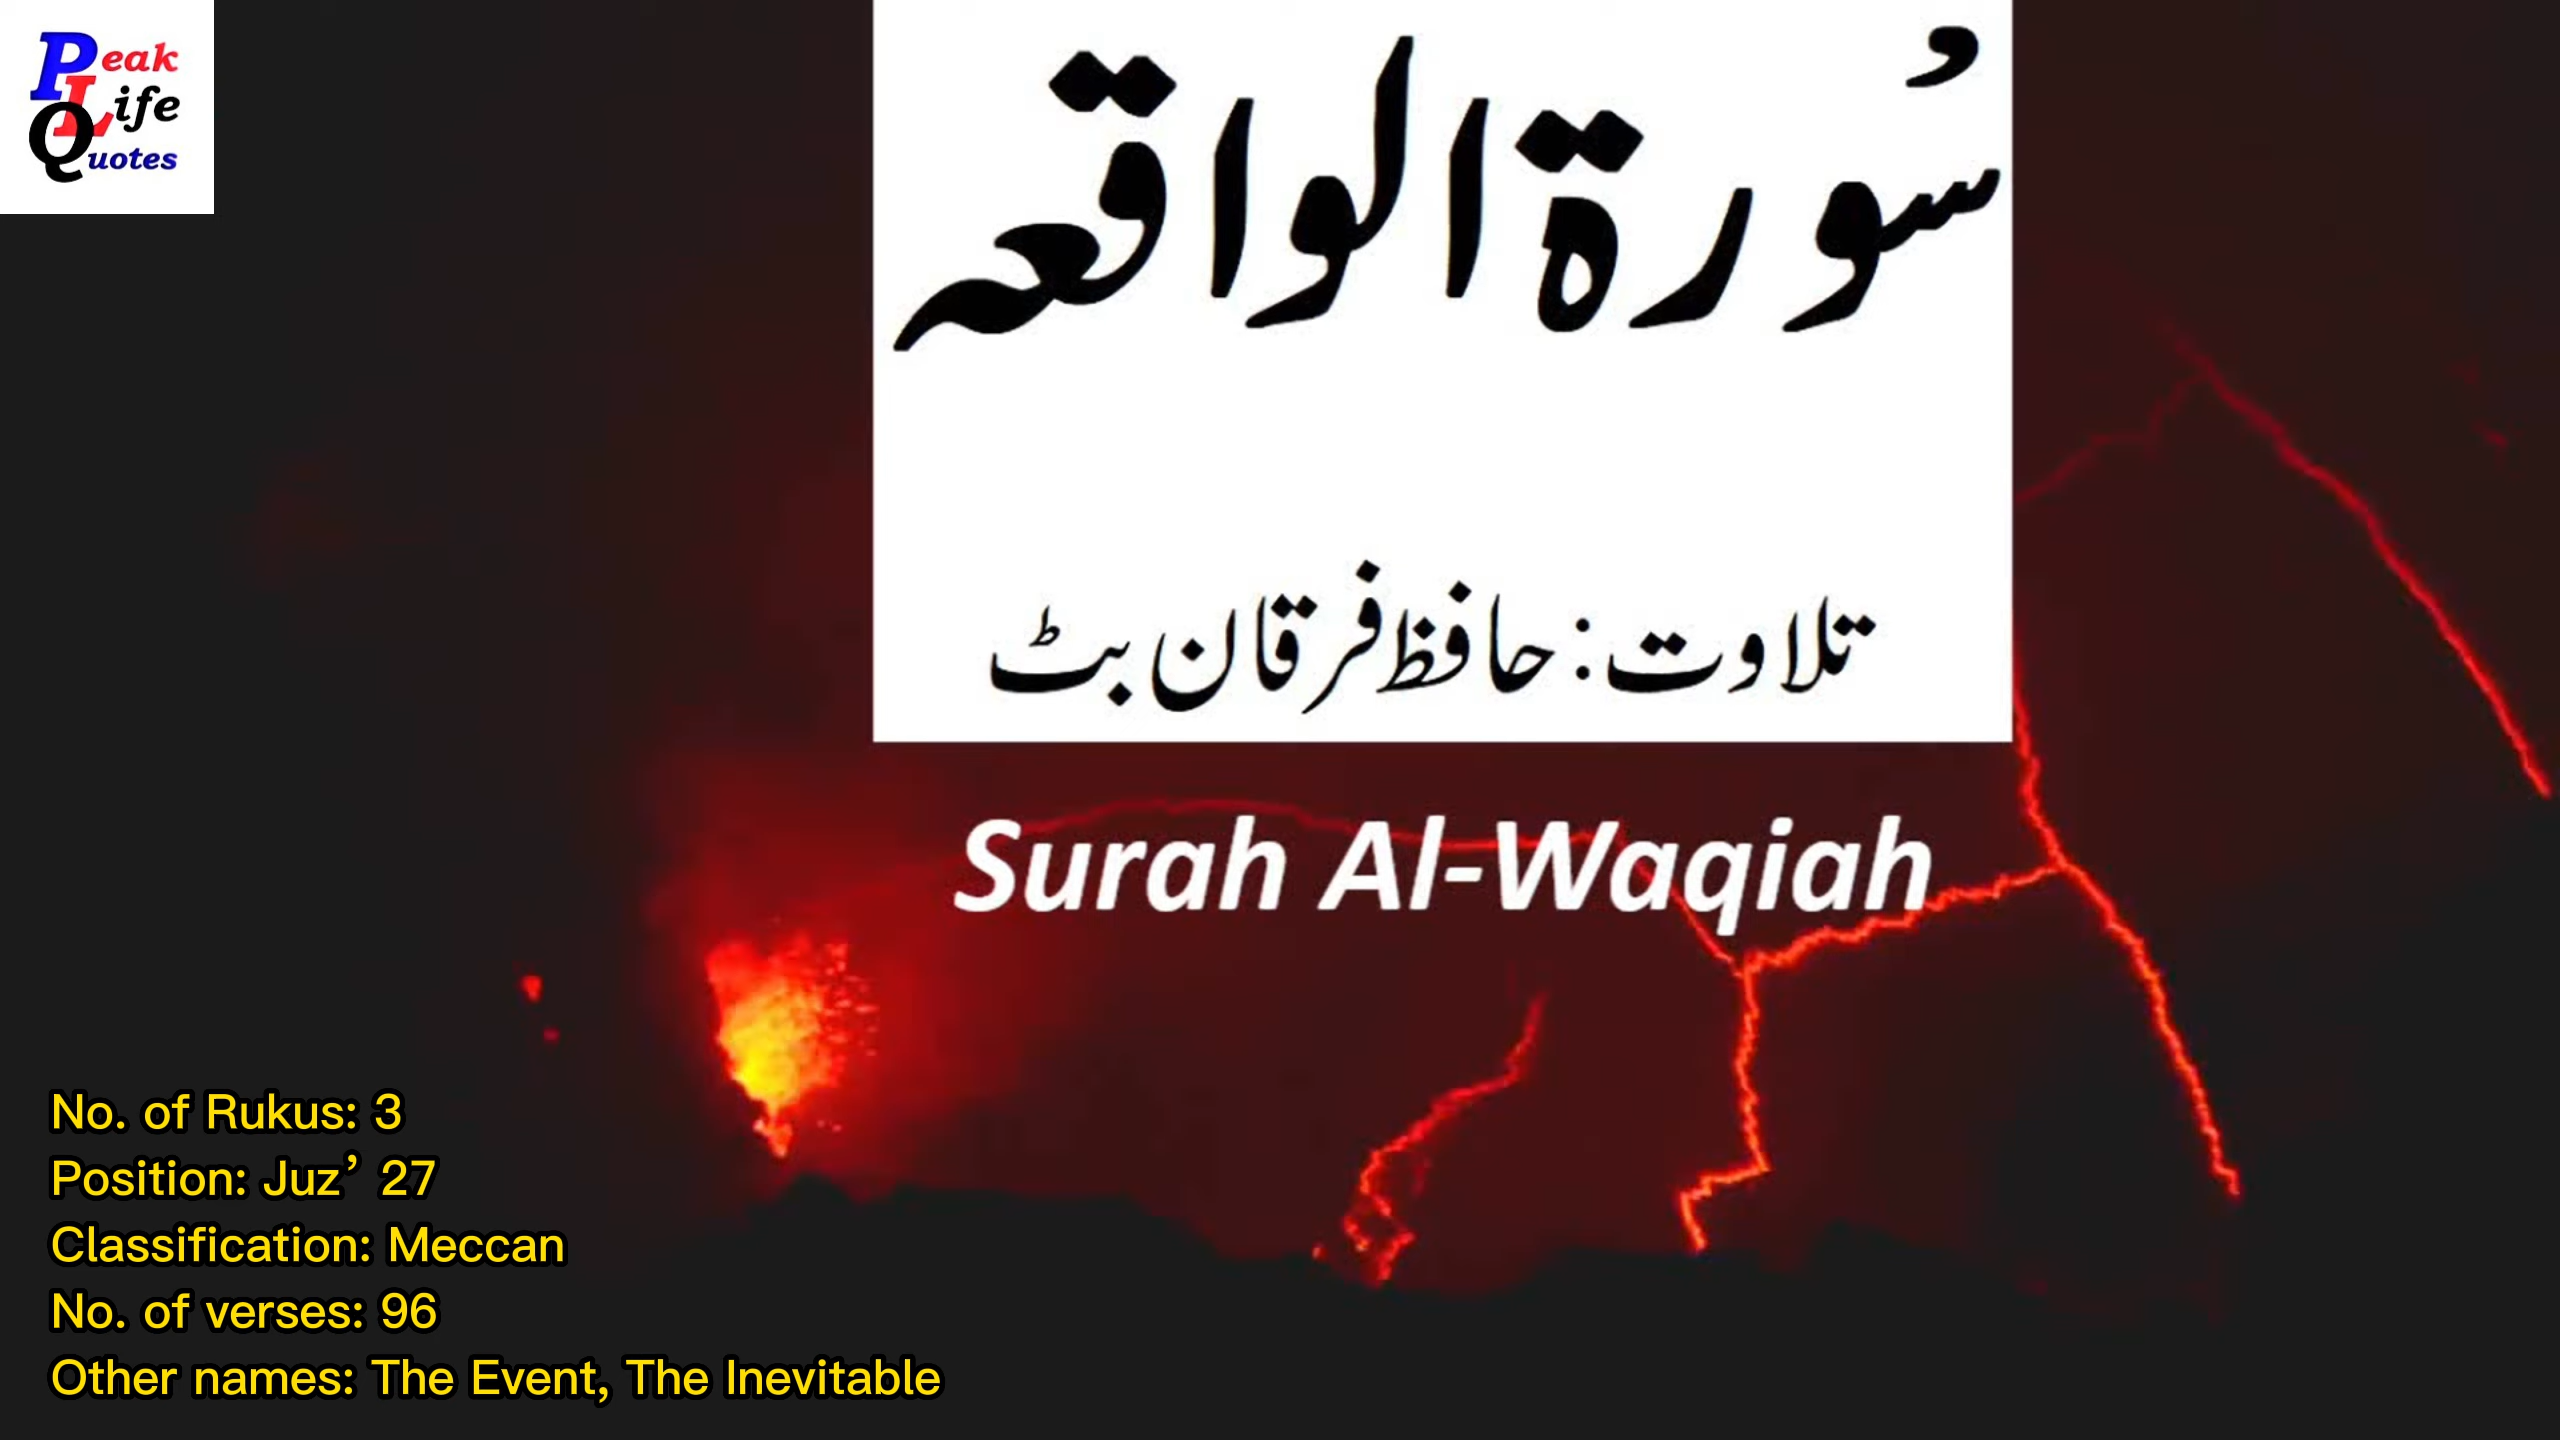 Peak
Life
Quotes
سُورة الواقعہ
تلاوت: حافظ فرقان بٹ
Surah Al-Waqiah
No. of Rukus: 3
Position: Juz’ 27
Classification: Meccan
No. of verses: 96
Other names: The Event, The Inevitable